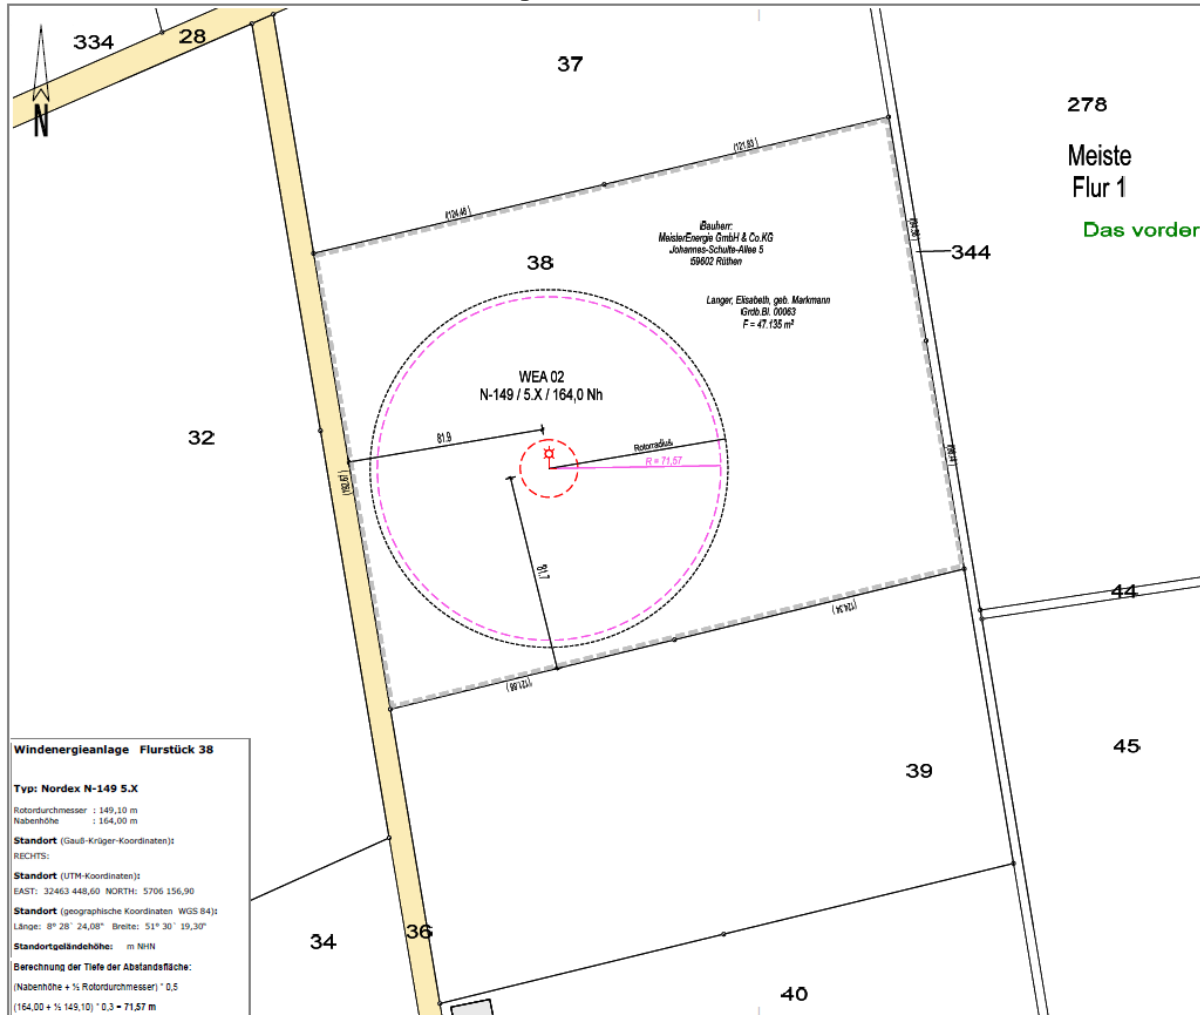 334
28
37
278
N
Meiste
Flur 1
Das vorder
(121.83 )
(124.48 )
Bauherr:
MeisterEnergie GmbH & Co.KG
Johannes-Schulte-Allee 5
59602 Rüthen
344
38
Langer, Elisabeth, geb. Markmann
Grdb.Bl. 00063
F = 47.135 m²
WEA 02
N-149 / 5.X / 164,0 Nh
32
81.9
Rotorradius
R = 71,57
81.7
44
(124.34)
39
45
Windenergieanlage Flurstück 38
Typ: Nordex N-149 5.X
Rotordurchmesser : 149,10 m
Nabenhöhe : 164,00 m
Standort (Gauß-Krüger-Koordinaten):
RECHTS:
Standort (UTM-Koordinaten):
EAST: 32463 448,60 NORTH: 5706 156,90
Standort (geographische Koordinaten WGS 84):
Länge: 8° 28` 24,08" Breite: 51° 30` 19,30"
Standortgeländehöhe: m NHN
Berechnung der Tiefe der Abstandsfläche:
(Nabenhöhe + ½ Rotordurchmesser) * 0,5
(164,00 + ½ 149,10) * 0,3 = 71,57 m
34
36
40